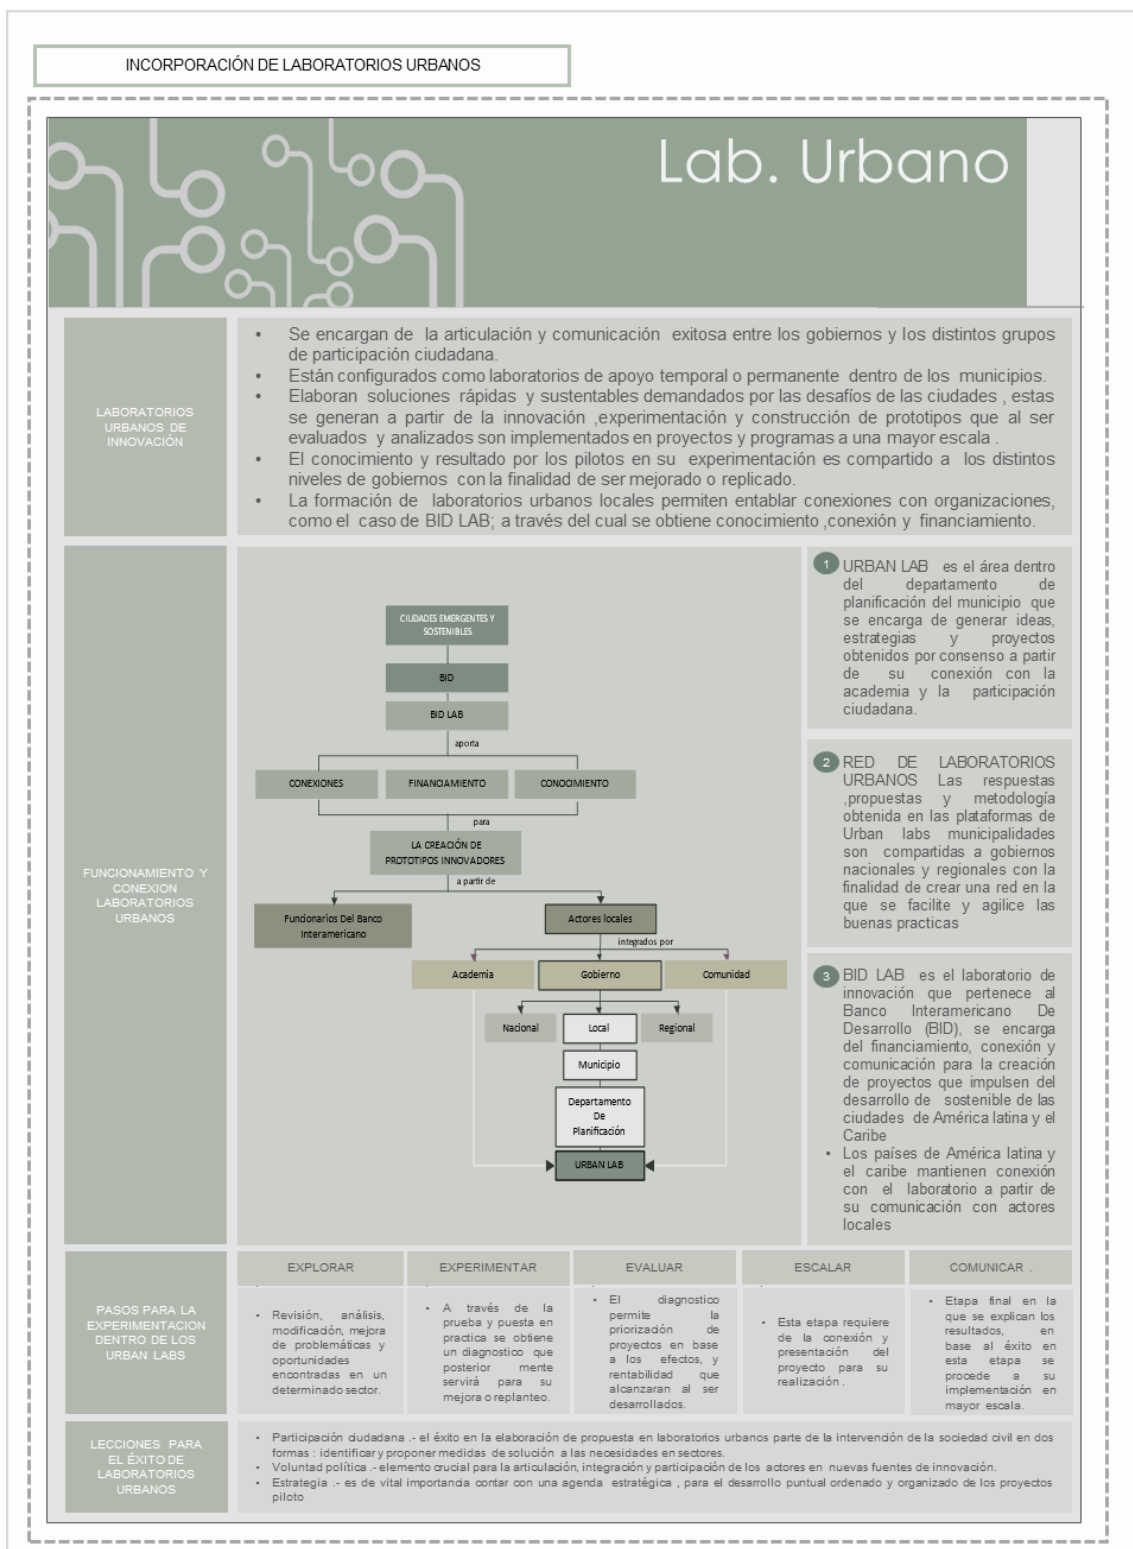 INCORPORACIÓN DE LABORATORIOS URBANOS
Lab. Urbano
LABORATORIOS
URBANOS DE
INNOVACIÓN
• Se encargan de la articulación y comunicación exitosa entre los gobiernos y los distintos grupos
de participación ciudadana.
• Están configurados como laboratorios de apoyo temporal o permanente dentro de los municipios.
• Elaboran soluciones rápidas y sustentables demandados por las desafíos de las ciudades , estas
se generan a partir de la innovación ,experimentación y construcción de prototipos que al ser
evaluados y analizados son implementados en proyectos y programas a una mayor escala .
• El conocimiento y resultado por los pilotos en su experimentación es compartido a los distintos
niveles de gobiernos con la finalidad de ser mejorado o replicado.
• La formación de laboratorios urbanos locales permiten entablar conexiones con organizaciones,
como el caso de BID LAB; a través del cual se obtiene conocimiento ,conexión y financiamiento.
FUNCIONAMIENTO Y
CONEXION
LABORATORIOS
URBANOS
CIUDADES EMERGENTES Y
SOSTENIBLES
BID
BID LAB
aporta
CONEXIONES
FINANCIAMIENTO
CONOCIMIENTO
para
LA CREACIÓN DE
PROTOTIPOS INNOVADORES
a partir de
Funcionarios Del Banco
Interamericano
Actores locales
integrados por
Academia
Gobierno
Comunidad
Nacional
Local
Regional
Municipio
Departamento
De
Planificación
URBAN LAB
1 URBAN LAB es el área dentro
del departamento de
planificación del municipio que
se encarga de generar ideas,
estrategias y proyectos
obtenidos por consenso a partir
de su conexión con la
academia y la participación
ciudadana.
2 RED DE LABORATORIOS
URBANOS Las respuestas
,propuestas y metodología
obtenida en las plataformas de
Urban labs municipalidades
son compartidas a gobiernos
nacionales y regionales con la
finalidad de crear una red en la
que se facilite y agilice las
buenas practicas
3 BID LAB es el laboratorio de
innovación que pertenece al
Banco Interamericano De
Desarrollo (BID), se encarga
del financiamiento, conexión y
comunicación para la creación
de proyectos que impulsen del
desarrollo de sostenible de las
ciudades de América latina y el
Caribe
• Los países de América latina y
el caribe mantienen conexión
con el laboratorio a partir de
su comunicación con actores
locales
PASOS PARA LA
EXPERIMENTACION
DENTRO DE LOS
URBAN LABS
EXPLORAR
• Revisión, análisis,
modificación, mejora
de problemáticas y
oportunidades
encontradas en un
determinado sector.
EXPERIMENTAR
• A través de la
prueba y puesta en
practica se obtiene
un diagnostico que
posterior mente
servirá para su
mejora o replanteo.
EVALUAR
• El diagnostico
permite la
priorización de
proyectos en base
a los efectos, y
rentabilidad que
alcanzaran al ser
desarrollados.
ESCALAR
• Esta etapa requiere
de la conexión y
presentación del
proyecto para su
realización .
COMUNICAR .
• Etapa final en la
que se explican los
resultados, en
base al éxito en
esta etapa se
procede a su
implementación en
mayor escala.
LECCIONES PARA
EL ÉXITO DE
LABORATORIOS
URBANOS
• Participación ciudadana .- el éxito en la elaboración de propuesta en laboratorios urbanos parte de la intervención de la sociedad civil en dos
formas : identificar y proponer medidas de solución a las necesidades en sectores.
• Voluntad política .- elemento crucial para la articulación, integración y participación de los actores en nuevas fuentes de innovación.
• Estrategia .- es de vital importancia contar con una agenda estratégica , para el desarrollo puntual ordenado y organizado de los proyectos
piloto